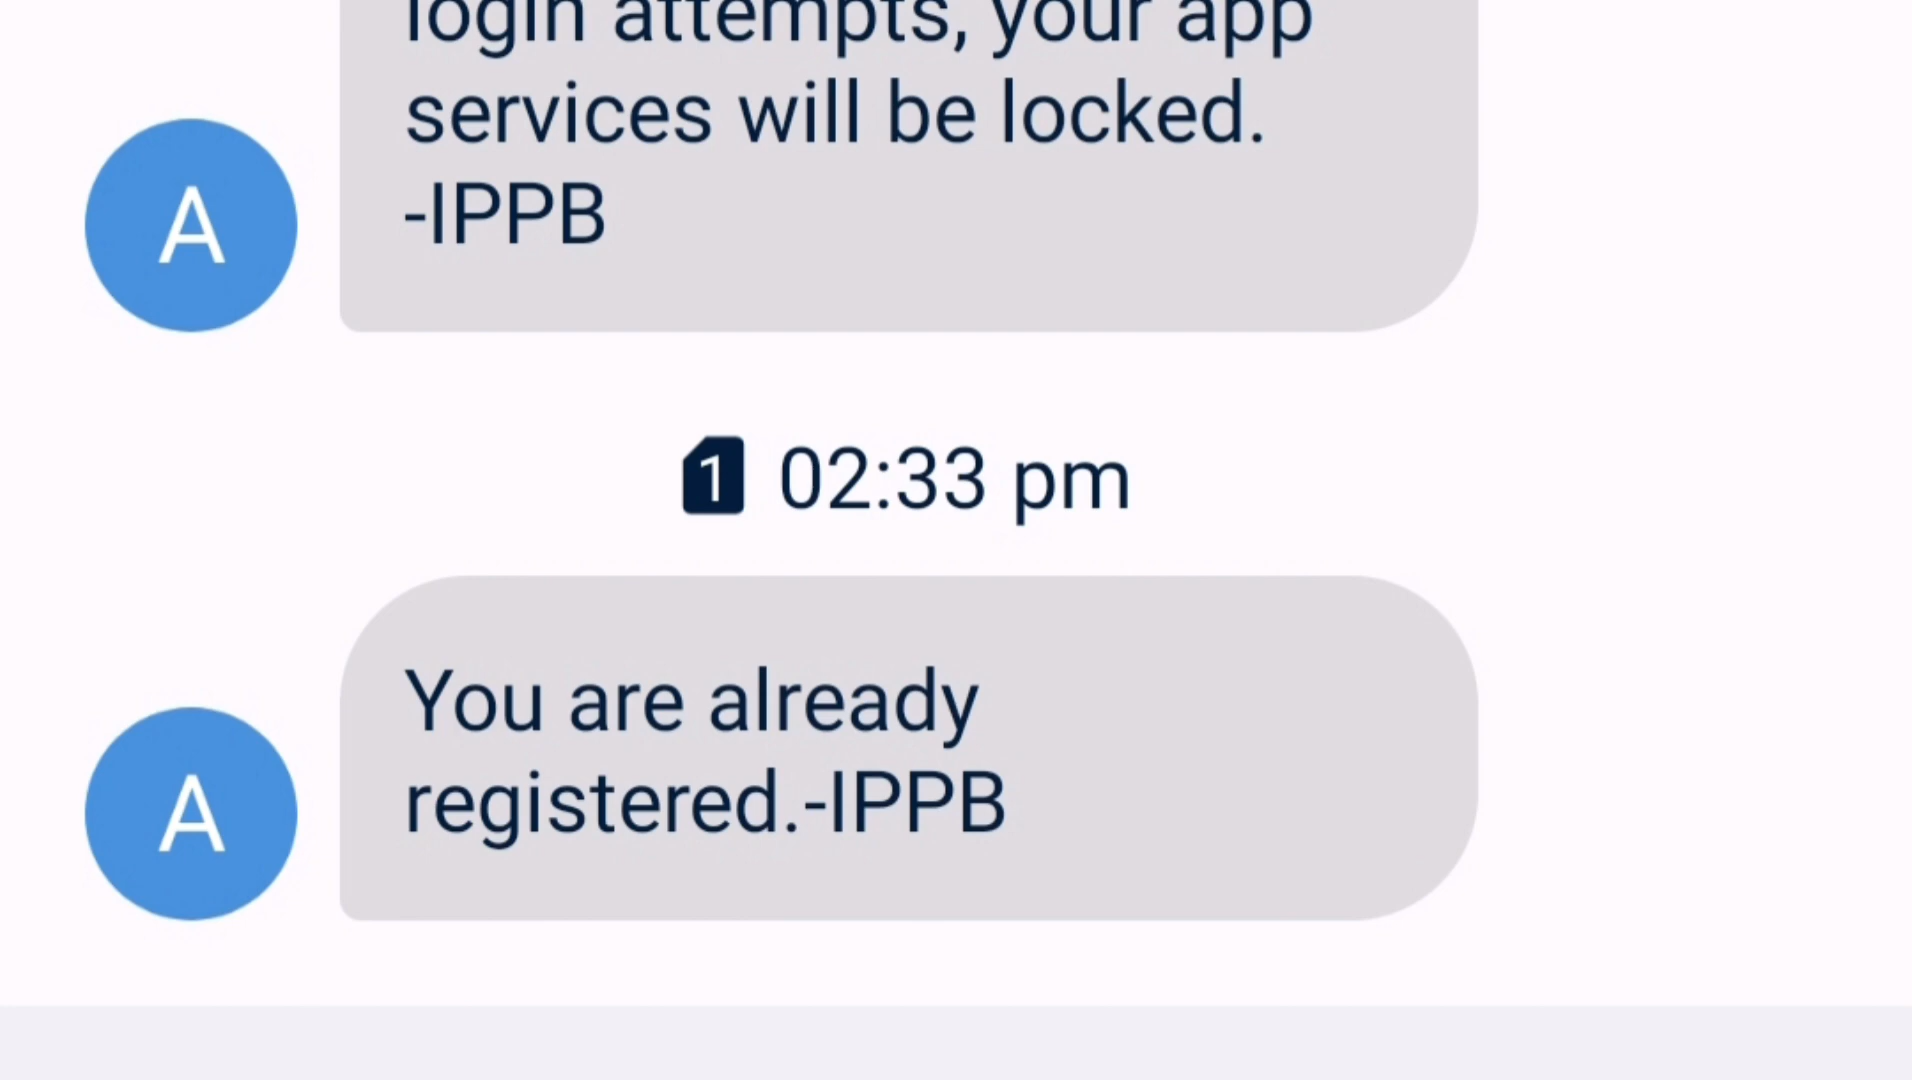 login attempts, your app
services will be locked.
-IPPB
A
1 02:33 pm
You are already
registered.-IPPB
A